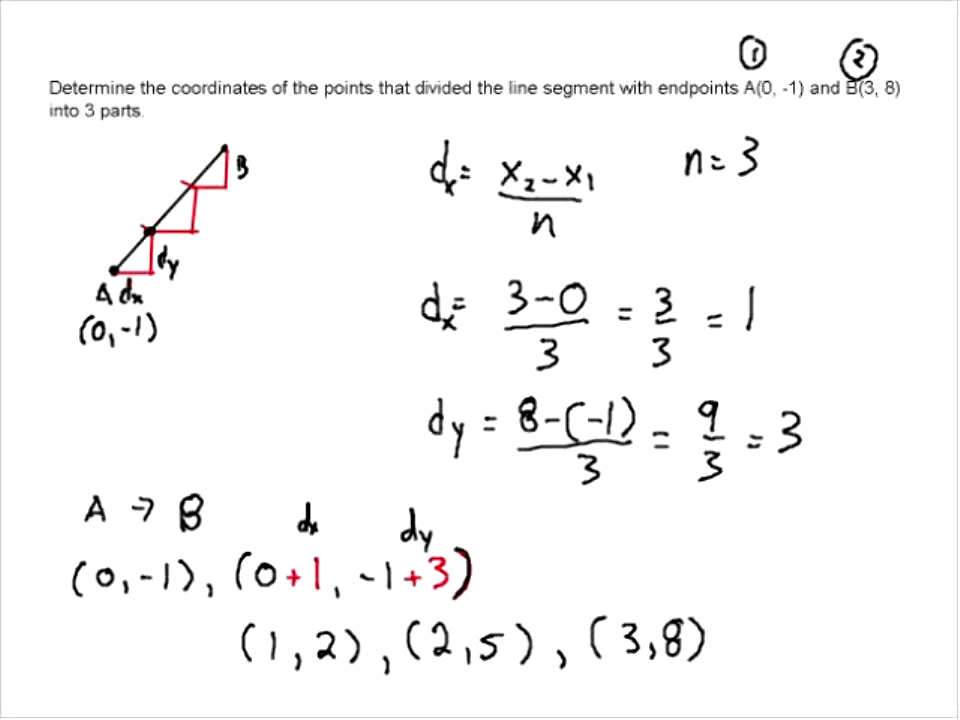 ① ②
Determine the coordinates of the points that divided the line segment with endpoints A(0, -1) and B(3, 8)
into 3 parts.
B
dy
A dx
(0,-1)
dx = x₂ - x₁ / n
n = 3
dx = 3-0 / 3 = 3/3 = 1
dy = 8-(-1) / 3 = 9/3 = 3
A → B dx dy
(0,-1), (0+1, -1+3)
(1,2), (2,5), (3,8)